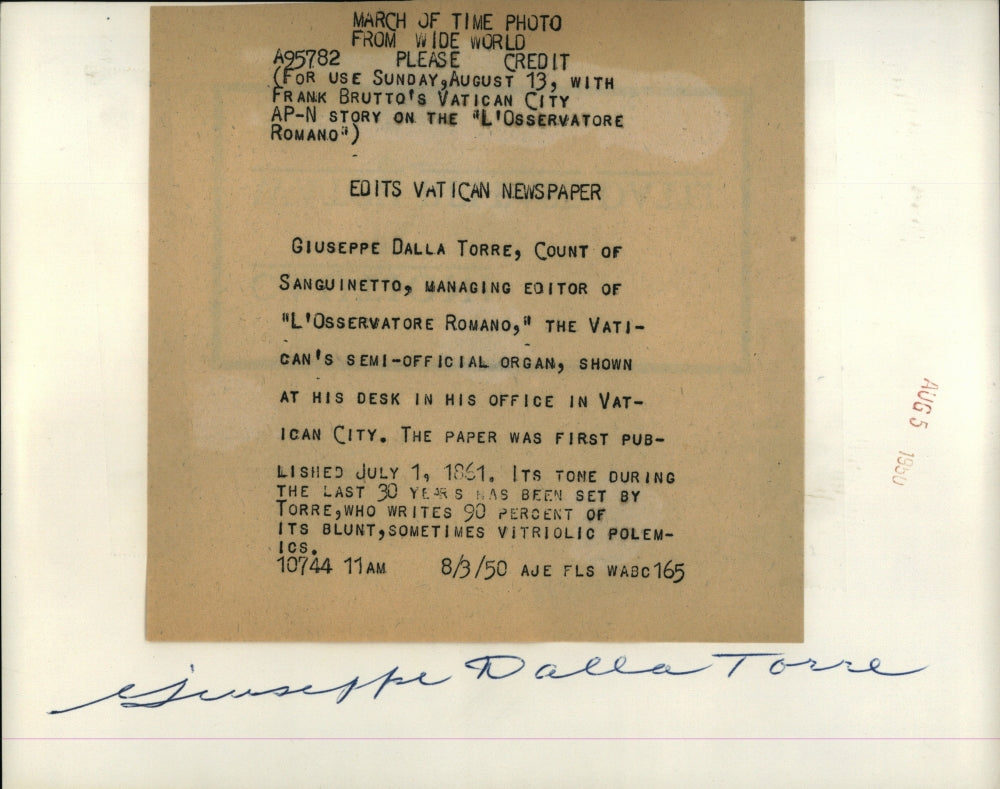 MARCH OF TIME PHOTO
FROM WIDE WORLD
A95782 PLEASE CREDIT
(FOR USE SUNDAY,AUGUST 13, WITH
FRANK BRUTTO'S VATICAN CITY
AP-N STORY ON THE "L'OSSERVATORE
ROMANO")
EDITS VATICAN NEWSPAPER
GIUSEPPE DALLA TORRE, COUNT OF
SANGUINETTO, MANAGING EDITOR OF
"L'OSSERVATORE ROMANO," THE VATI-
CAN'S SEMI-OFFICIAL ORGAN, SHOWN
AT HIS DESK IN HIS OFFICE IN VAT-
ICAN CITY. THE PAPER WAS FIRST PUB-
LISHED JULY 1, 1861. ITS TONE DURING
THE LAST 30 YEARS HAS BEEN SET BY
TORRE,WHO WRITES 90 PERCENT OF
ITS BLUNT,SOMETIMES VITRIOLIC POLEM-
ICS.
10744 11AM 8/3/50 AJE FLS WABC165
AUG 5 1950
Giuseppe Dalla Torre